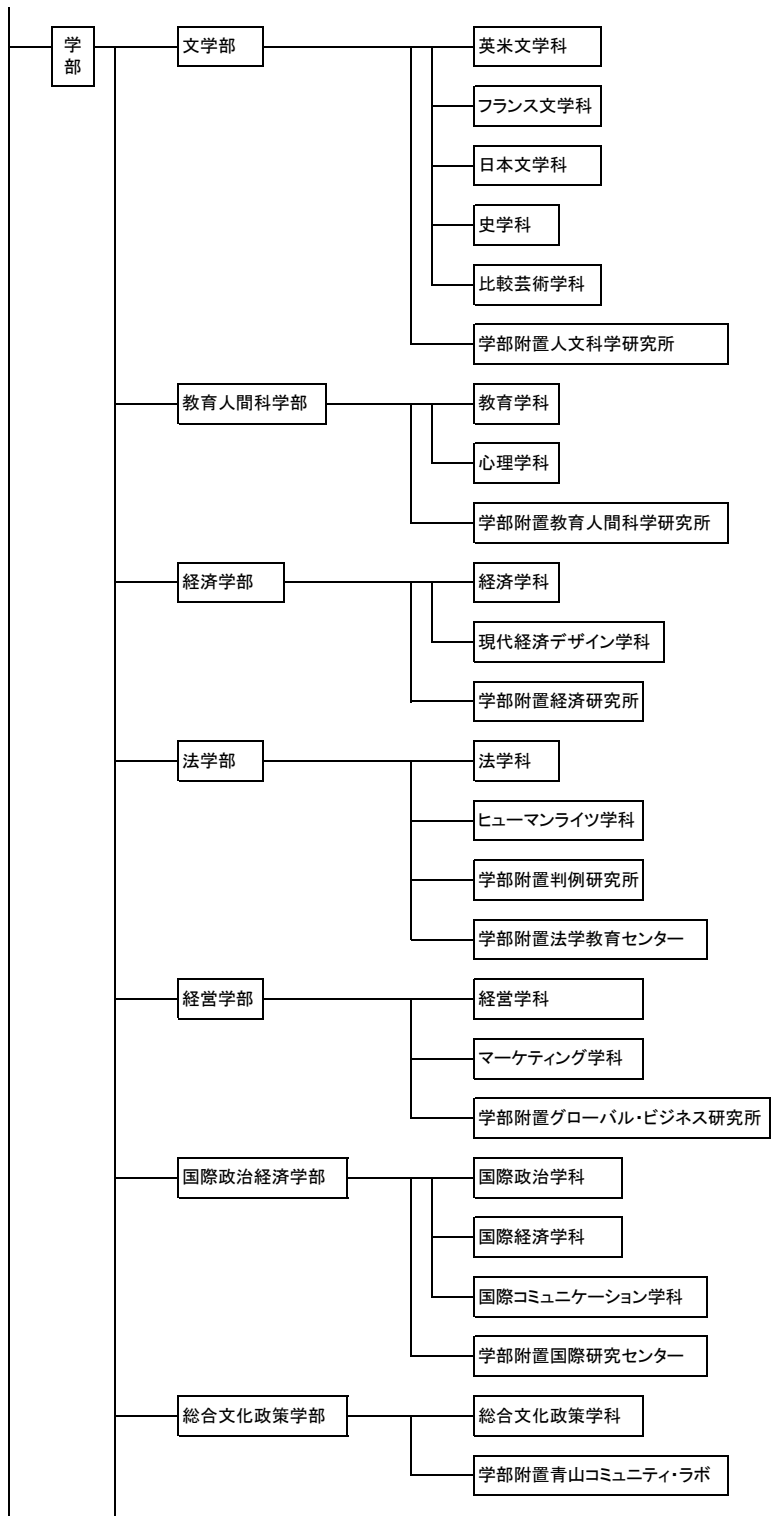 学部
文学部
英米文学科
フランス文学科
日本文学科
史学科
比較芸術学科
学部附置人文科学研究所
教育人間科学部
教育学科
心理学科
学部附置教育人間科学研究所
経済学部
経済学科
現代経済デザイン学科
学部附置経済研究所
法学部
法学科
ヒューマンライツ学科
学部附置判例研究所
学部附置法学教育センター
経営学部
経営学科
マーケティング学科
学部附置グローバル・ビジネス研究所
国際政治経済学部
国際政治学科
国際経済学科
国際コミュニケーション学科
学部附置国際研究センター
総合文化政策学部
総合文化政策学科
学部附置青山コミュニティ・ラボ